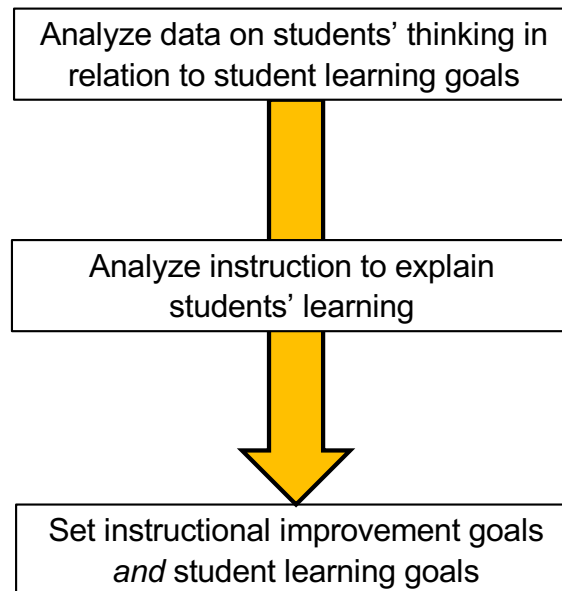 Analyze data on students’ thinking in
relation to student learning goals
Analyze instruction to explain
students’ learning
Set instructional improvement goals
and student learning goals